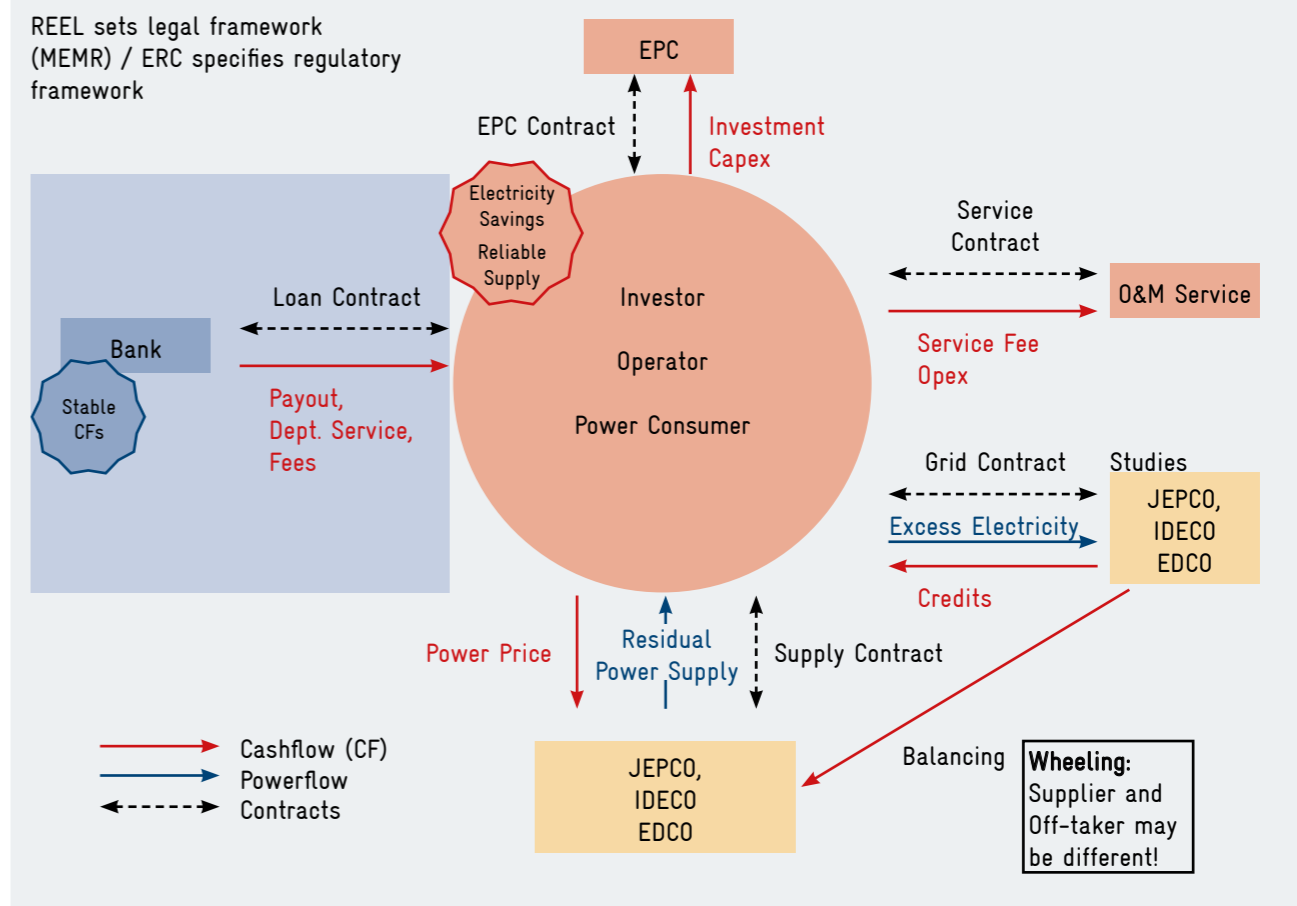 REEL sets legal framework
(MEMR) / ERC specifies regulatory
framework
EPC
EPC Contract
Investment
Capex
Electricity
Savings
Reliable
Supply
Service
Contract
Loan Contract
Investor
O&M Service
Bank
Operator
Service Fee
Opex
Payout,
Dept. Service,
Fees
Stable
CFs
Power Consumer
Grid Contract
Studies
JEPCO,
IDECO
EDCO
Excess Electricity
Credits
Power Price
Residual
Power Supply
Supply Contract
Cashflow (CF)
Powerflow
Contracts
JEPCO,
IDECO
EDCO
Balancing
Wheeling:
Supplier and
Off-taker may
be different!